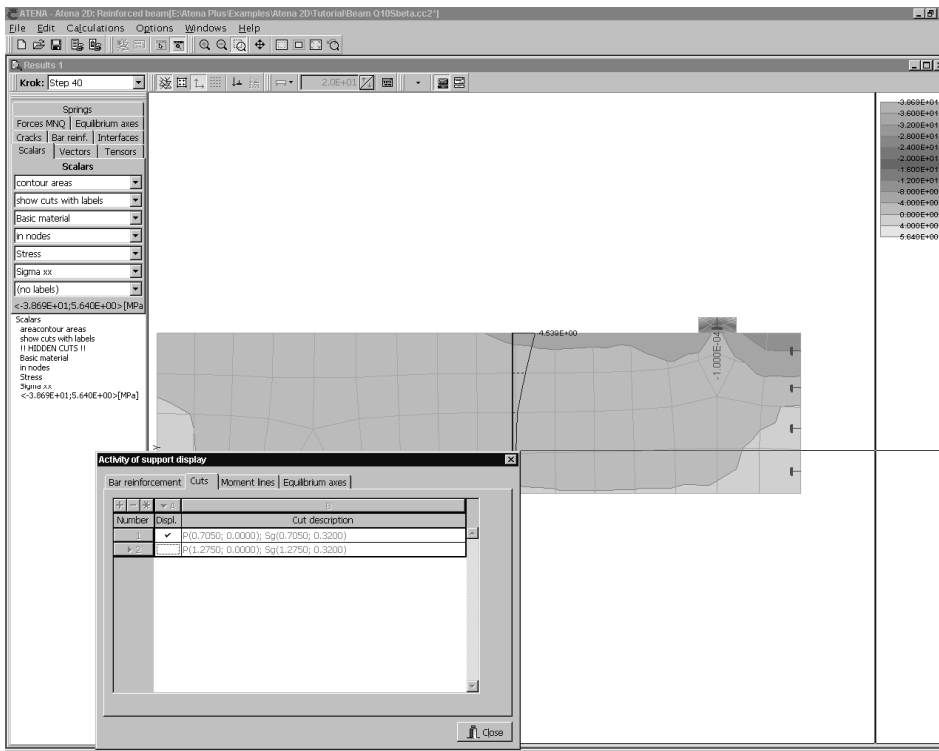 ATENA - Atena 2D: Reinforced beam[E:\Atena Plus\Examples\Atena 2D\Tutorial\Beam Q10Sbeta.cc2*]
File Edit Calculations Options Windows Help
Results 1
Krok: Step 40
2.0E+01
Springs
Forces MNQ Equilibrium axes
Cracks Bar reinf. Interfaces
Scalars Vectors Tensors
Scalars
contour areas
show cuts with labels
Basic material
in nodes
Stress
Sigma xx
(no labels)
<-3.869E+01;5.640E+00>[MPa
Scalars
areacontour areas
show cuts with labels
!! HIDDEN CUTS !!
Basic material
in nodes
Stress
Sigma xx
<-3.869E+01;5.640E+00>[MPa]
-3.869E+01
-3.600E+01
-3.200E+01
-2.800E+01
-2.400E+01
-2.000E+01
-1.600E+01
-1.200E+01
-8.000E+00
-4.000E+00
0.000E+00
4.000E+00
5.640E+00
-4.539E+00
-1.000E-04
Y
Activity of support display
Bar reinforcement Cuts Moment lines Equilibrium axes
A B
Number Displ. Cut description
1 P(0.7050; 0.0000); Sg(0.7050; 0.3200)
2 P(1.2750; 0.0000); Sg(1.2750; 0.3200)
Close